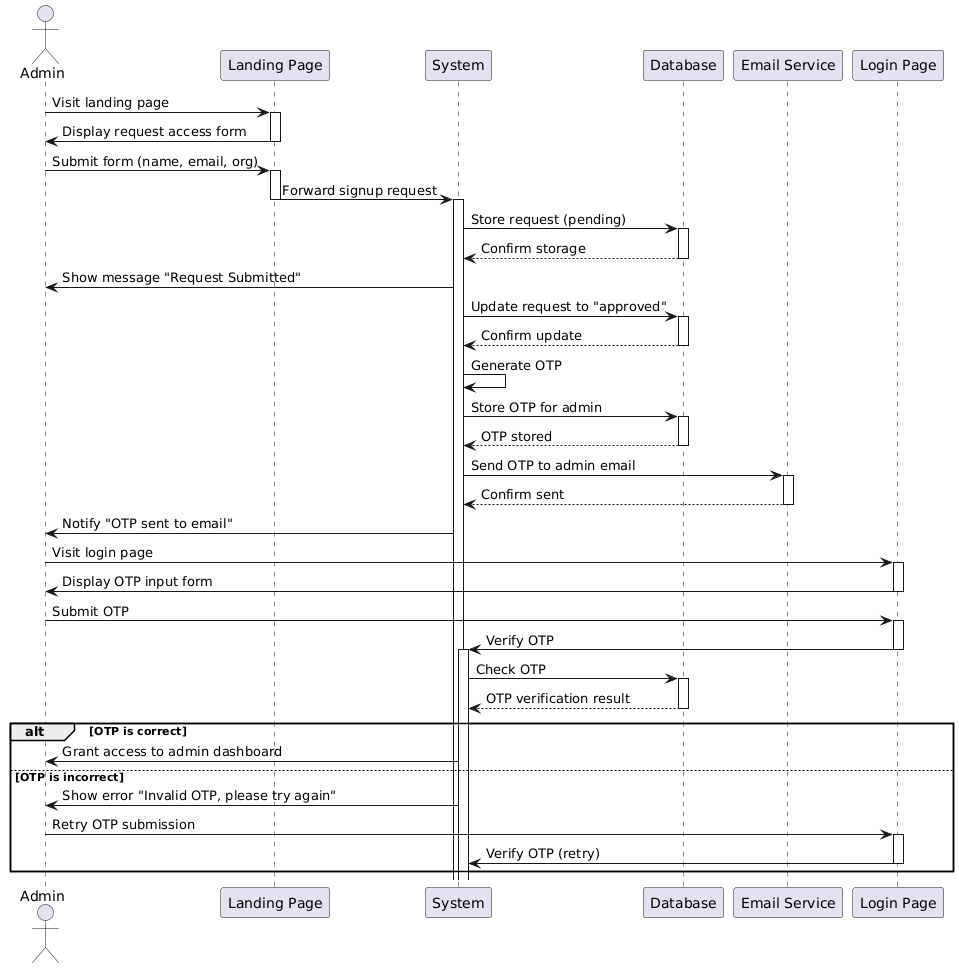 Admin
Landing Page
System
Database
Email Service
Login Page
Visit landing page
Display request access form
Submit form (name, email, org)
Forward signup request
Store request (pending)
Confirm storage
Show message "Request Submitted"
Update request to "approved"
Confirm update
Generate OTP
Store OTP for admin
OTP stored
Send OTP to admin email
Confirm sent
Notify "OTP sent to email"
Visit login page
Display OTP input form
Submit OTP
Verify OTP
Check OTP
OTP verification result
alt
[OTP is correct]
Grant access to admin dashboard
[OTP is incorrect]
Show error "Invalid OTP, please try again"
Retry OTP submission
Verify OTP (retry)
Admin
Landing Page
System
Database
Email Service
Login Page